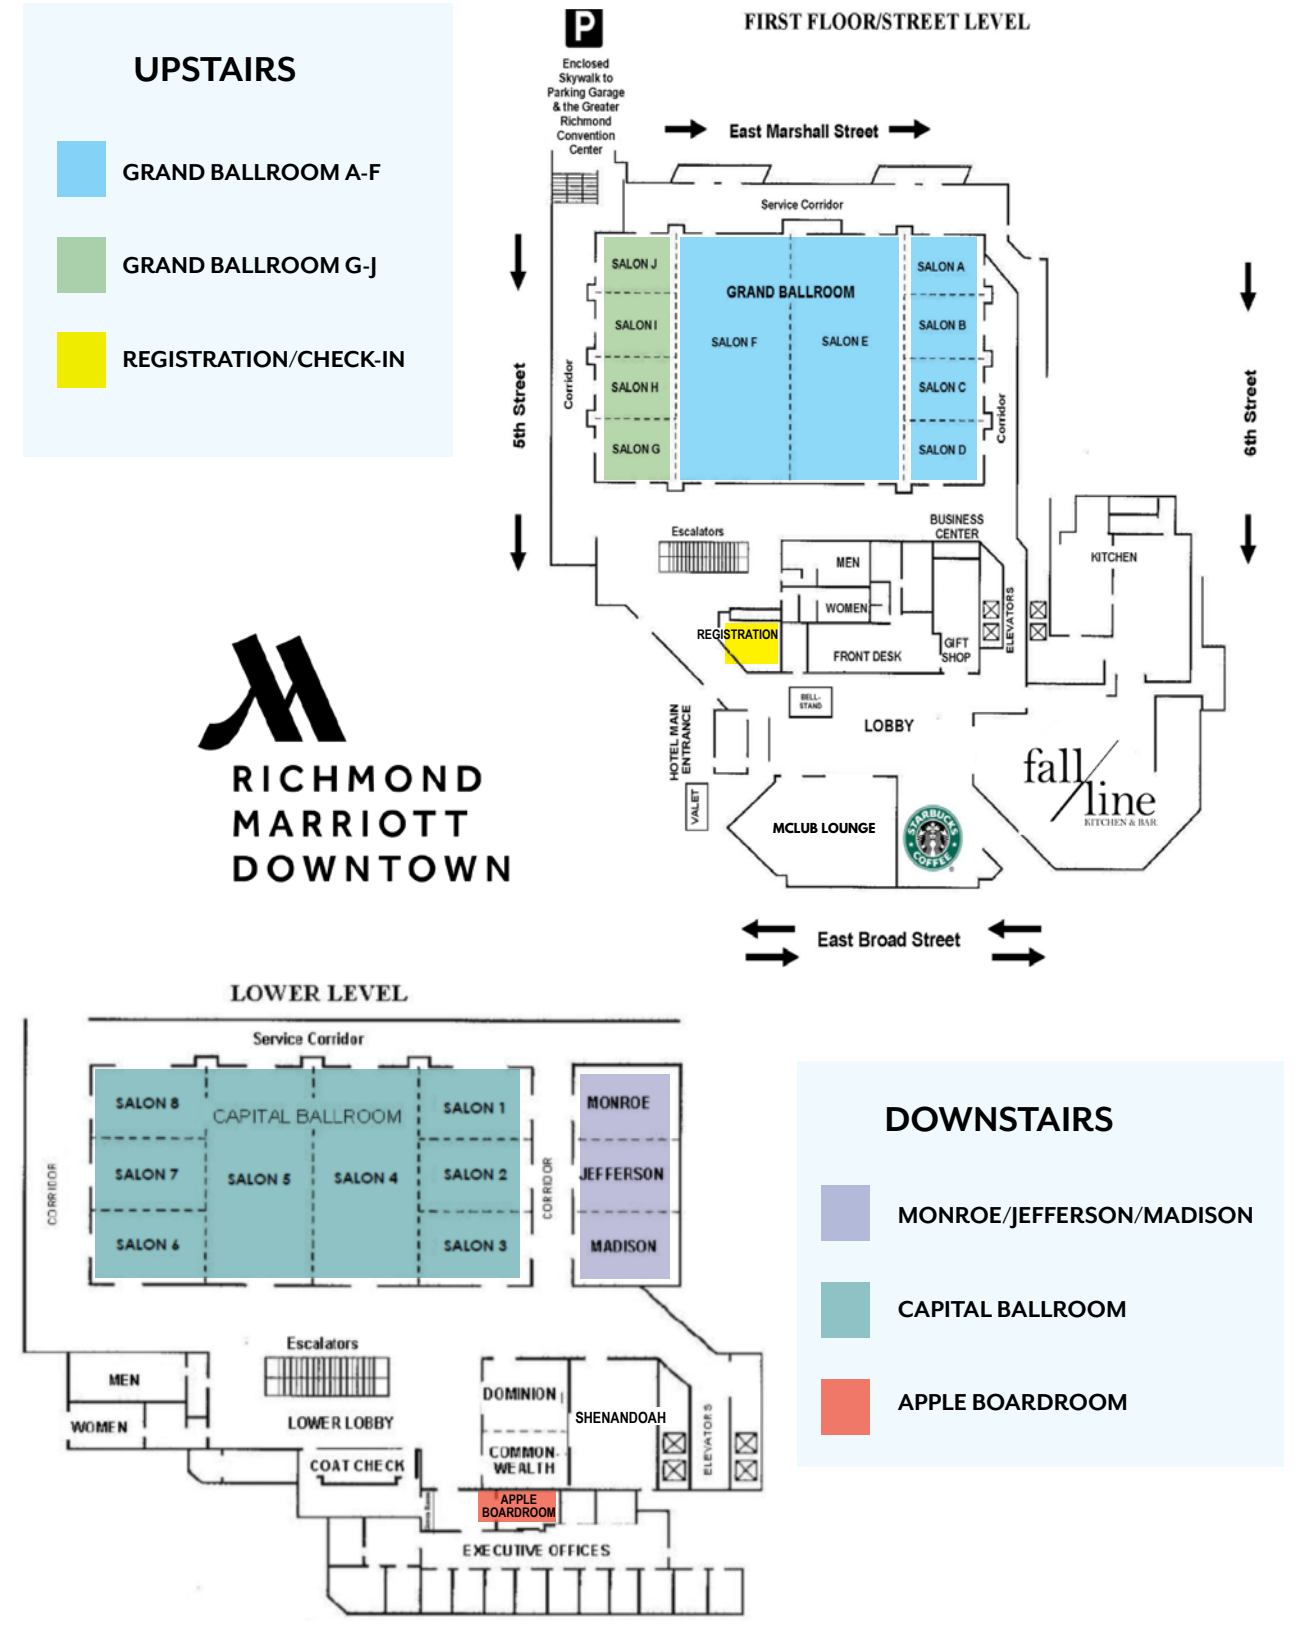 UPSTAIRS
GRAND BALLROOM A-F
GRAND BALLROOM G-J
REGISTRATION/CHECK-IN
FIRST FLOOR/STREET LEVEL
P
Enclosed
Skywalk to
Parking Garage
& the Greater
Richmond
Convention
Center
East Marshall Street
Service Corridor
5th Street
6th Street
Corridor
Corridor
SALON J
SALON I
SALON H
SALON G
GRAND BALLROOM
SALON F
SALON E
SALON A
SALON B
SALON C
SALON D
Escalators
BUSINESS
CENTER
MEN
WOMEN
REGISTRATION
FRONT DESK
GIFT
SHOP
ELEVATORS
KITCHEN
BELL-
STAND
LOBBY
HOTEL MAIN
ENTRANCE
VALET
MCLUB LOUNGE
STARBUCKS
COFFEE
®
fall
line
KITCHEN & BAR
East Broad Street
RICHMOND
MARRIOTT
DOWNTOWN
LOWER LEVEL
Service Corridor
CORRIDOR
SALON 8
SALON 7
SALON 6
CAPITAL BALLROOM
SALON 5
SALON 4
SALON 1
SALON 2
SALON 3
CORRIDOR
MONROE
JEFFERSON
MADISON
Escalators
MEN
WOMEN
LOWER LOBBY
COAT CHECK
DOMINION
COMMON-
WEALTH
SHENANDOAH
ELEVATORS
APPLE
BOARDROOM
EXECUTIVE OFFICES
DOWNSTAIRS
MONROE/JEFFERSON/MADISON
CAPITAL BALLROOM
APPLE BOARDROOM